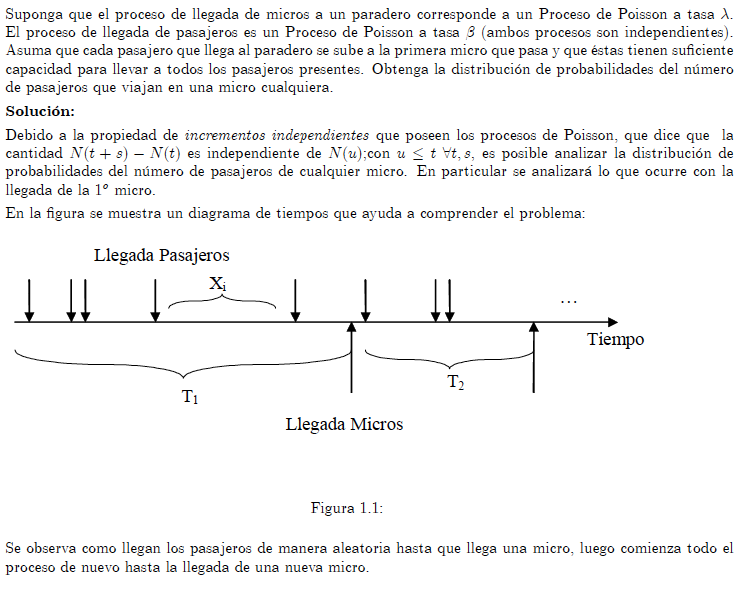 Suponga que el proceso de llegada de micros a un paradero corresponde a un Proceso de Poisson a tasa λ.
El proceso de llegada de pasajeros es un Proceso de Poisson a tasa β (ambos procesos son independientes).
Asuma que cada pasajero que llega al paradero se sube a la primera micro que pasa y que éstas tienen suficiente
capacidad para llevar a todos los pasajeros presentes. Obtenga la distribución de probabilidades del número
de pasajeros que viajan en una micro cualquiera.
Solución:
Debido a la propiedad de incrementos independientes que poseen los procesos de Poisson, que dice que la
cantidad N(t + s) − N(t) es independiente de N(u);con u ≤ t ∀t, s, es posible analizar la distribución de
probabilidades del número de pasajeros de cualquier micro. En particular se analizará lo que ocurre con la
llegada de la 1º micro.
En la figura se muestra un diagrama de tiempos que ayuda a comprender el problema:
Llegada Pasajeros
Xi
...
Tiempo
T1
T2
Llegada Micros
Figura 1.1:
Se observa como llegan los pasajeros de manera aleatoria hasta que llega una micro, luego comienza todo el
proceso de nuevo hasta la llegada de una nueva micro.